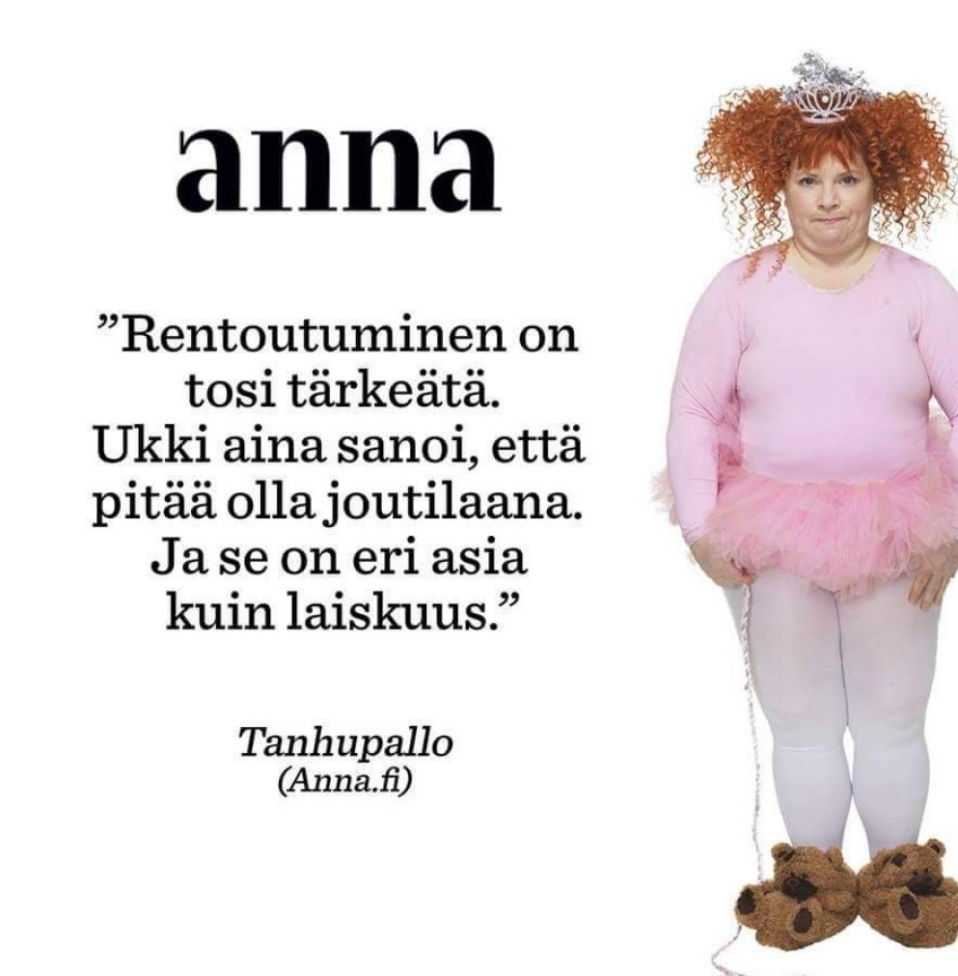 anna
”Rentoutuminen on
tosi tärkeätä.
Ukki aina sanoi, että
pitää olla joutilaana.
Ja se on eri asia
kuin laiskuus.”
Tanhupallo
(Anna.fi)